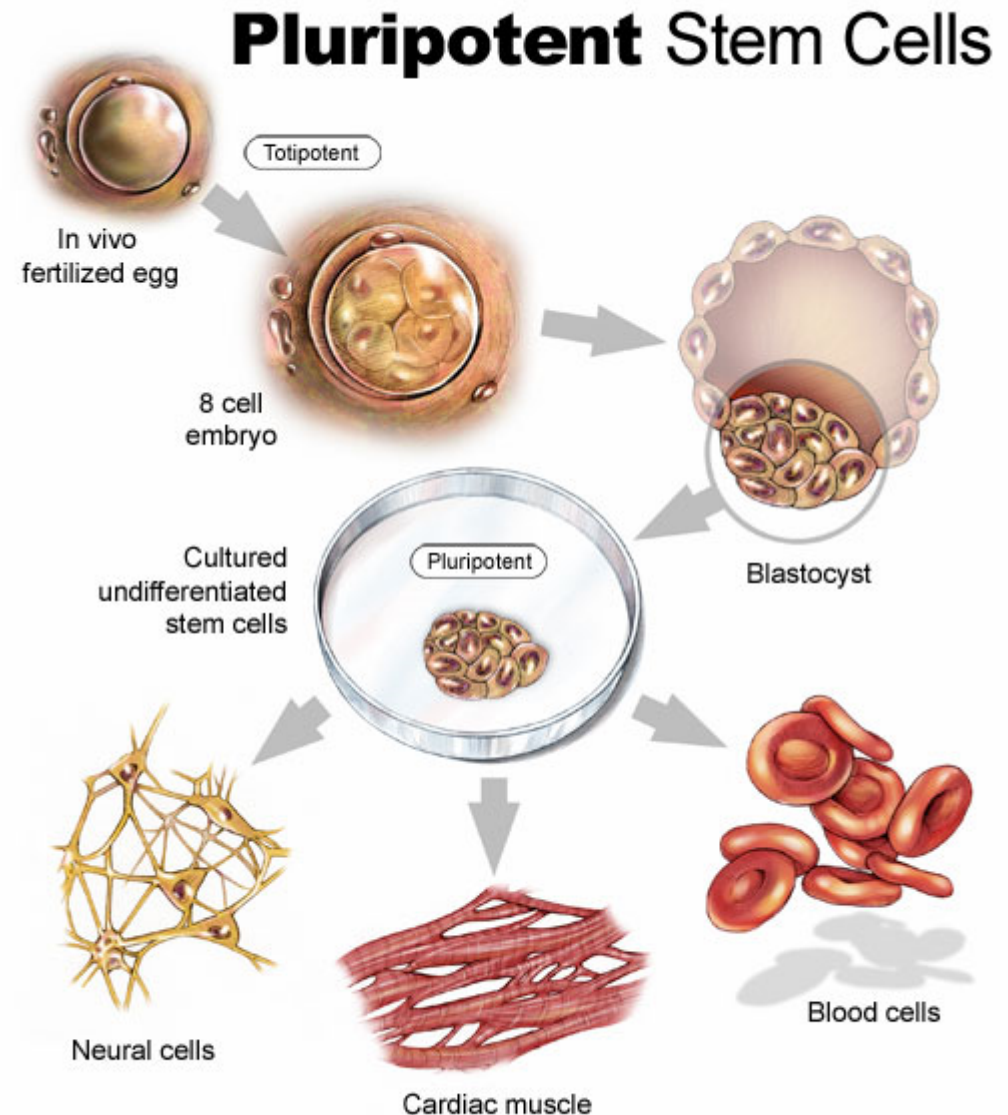 Pluripotent Stem Cells
Totipotent
In vivo
fertilized egg
8 cell
embryo
Blastocyst
Cultured
undifferentiated
stem cells
Pluripotent
Neural cells
Cardiac muscle
Blood cells